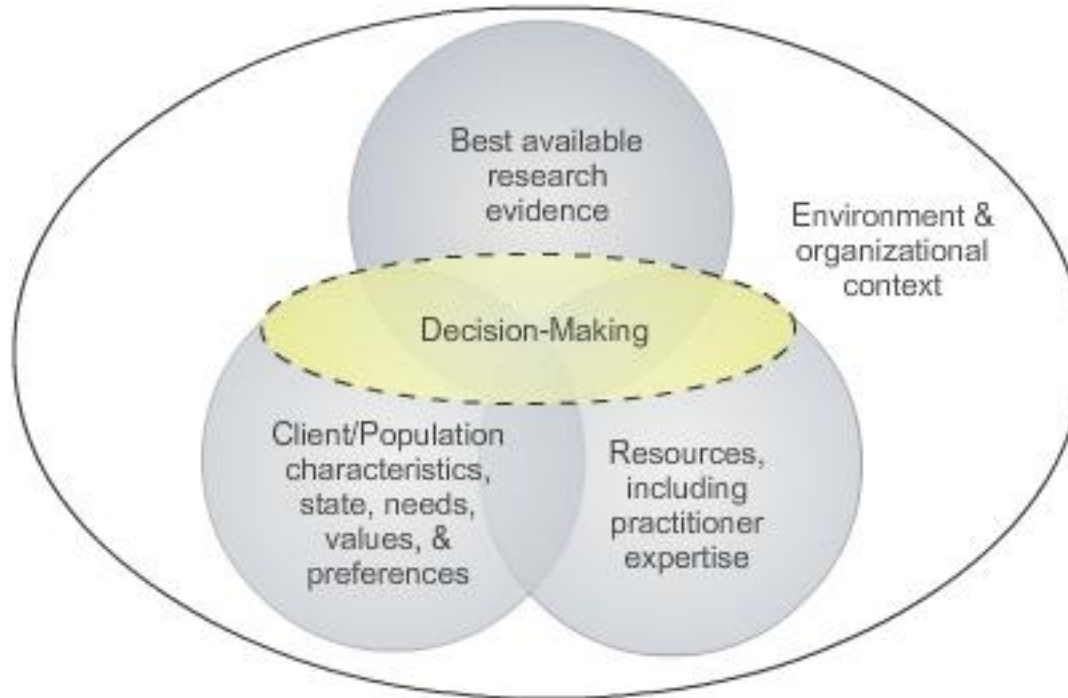 Best available
research
evidence
Environment &
organizational
context
Decision-Making
Client/Population
characteristics,
state, needs,
values, &
preferences
Resources,
including
practitioner
expertise